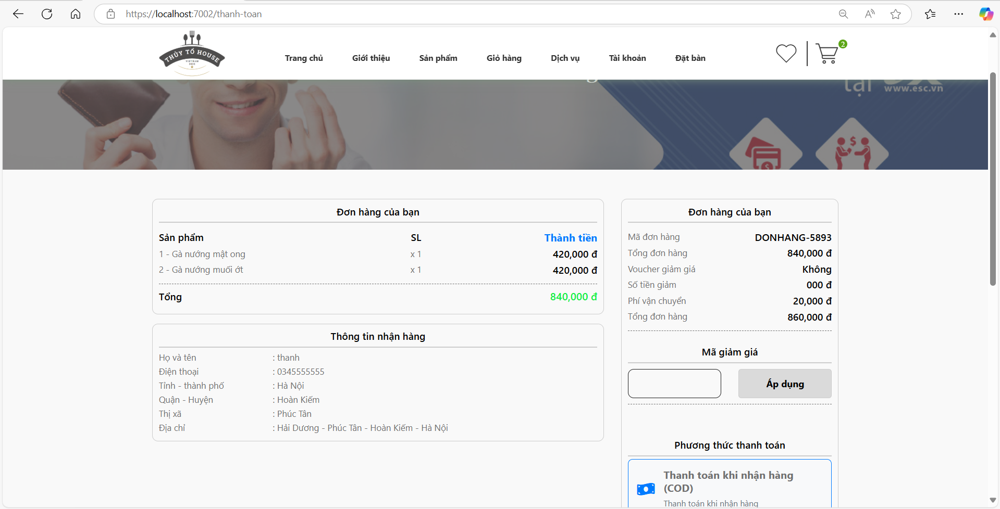 https://localhost:7002/thanh-toan
THỦY TỔ HOUSE
VIETNAM
2022
Trang chủ
Giới thiệu
Sản phẩm
Giỏ hàng
Dịch vụ
Tài khoản
Đặt bàn
2
tại
www.esc.vn
Đơn hàng của bạn
Sản phẩm SL Thành tiền
1 - Gà nướng mật ong x 1 420,000 đ
2 - Gà nướng muối ớt x 1 420,000 đ
Tổng 840,000 đ
Thông tin nhận hàng
Họ và tên : thanh
Điện thoại : 0345555555
Tỉnh - thành phố : Hà Nội
Quận - Huyện : Hoàn Kiếm
Thị xã : Phúc Tân
Địa chỉ : Hải Dương - Phúc Tân - Hoàn Kiếm - Hà Nội
Đơn hàng của bạn
Mã đơn hàng DONHANG-5893
Tổng đơn hàng 840,000 đ
Voucher giảm giá Không
Số tiền giảm 000 đ
Phí vận chuyển 20,000 đ
Tổng đơn hàng 860,000 đ
Mã giảm giá
Áp dụng
Phương thức thanh toán
Thanh toán khi nhận hàng
(COD)
Thanh toán khi nhận hàng